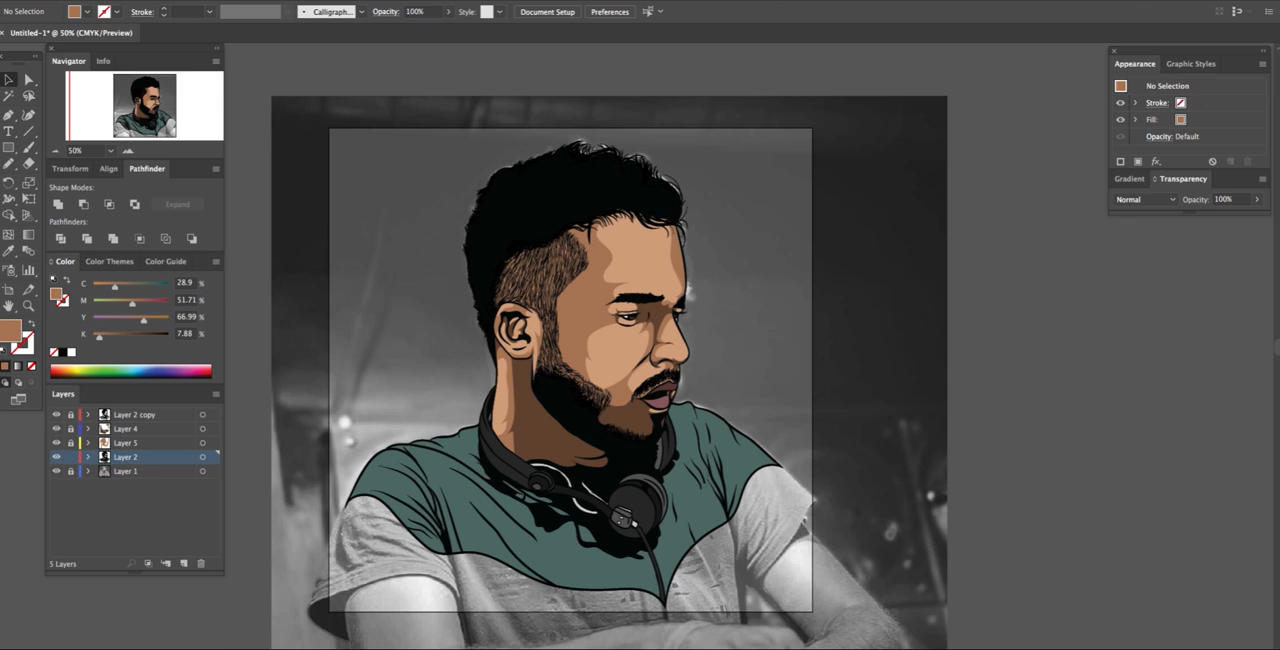 No Selection
Stroke:
Calligraph...
Opacity: 100%
Style:
Document Setup
Preferences
Untitled-1* @ 50% (CMYK/Preview)
Navigator Info
50%
Transform Align Pathfinder
Shape Modes:
Expand
Pathfinders:
Color Color Themes Color Guide
C 28.9 %
M 51.71 %
Y 66.99 %
K 7.88 %
Layers
Layer 2 copy
Layer 4
Layer 5
Layer 2
Layer 1
5 Layers
Appearance Graphic Styles
No Selection
Stroke:
Fill:
Opacity: Default
fx.
Gradient Transparency
Normal Opacity: 100%